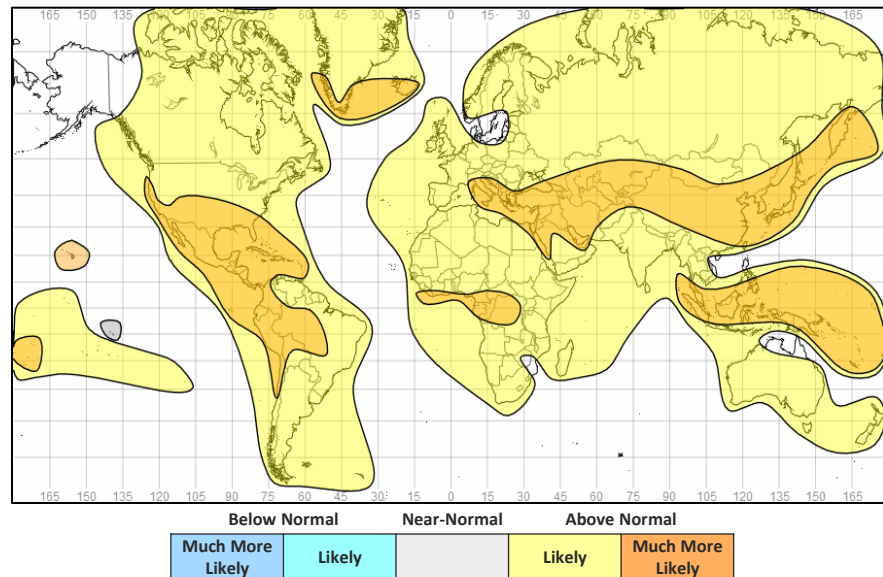 165 150 135 120 105 90 75 60 45 30 15 0 15 30 45 60 75 90 105 120 135 150 165
165 150 135 120 105 90 75 60 45 30 15 0 15 30 45 60 75 90 105 120 135 150 165
Below Normal Near-Normal Above Normal
Much More Likely Likely Much More
Likely Likely